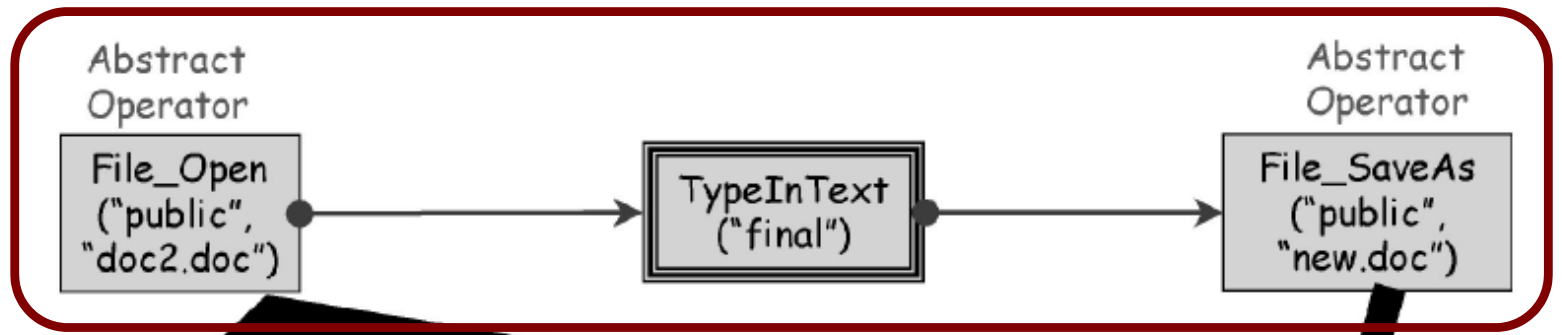 Abstract
Operator
File_Open
("public",
"doc2.doc")
TypeInText
("final")
Abstract
Operator
File_SaveAs
("public",
"new.doc")